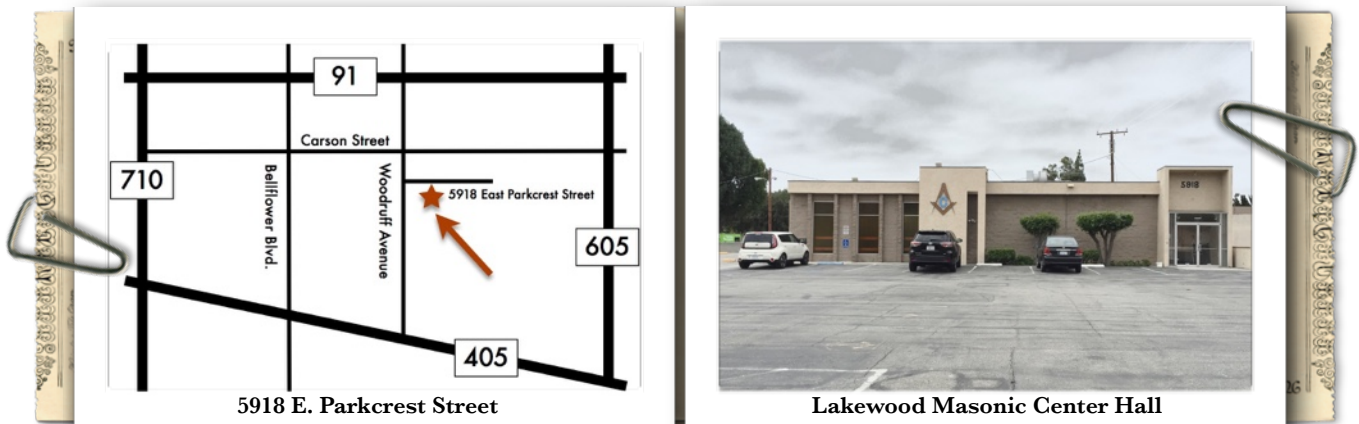 91
Carson Street
710
Bellflower Blvd.
Woodruff Avenue
5918 East Parkcrest Street
605
405
5918 E. Parkcrest Street
5918
Lakewood Masonic Center Hall
26